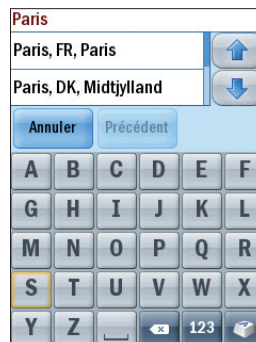 Paris
Paris, FR, Paris
Paris, DK, Midtjylland
Annuler Précédent
A B C D E F
G H I J K L
M N O P Q R
S T U V W X
Y Z 123